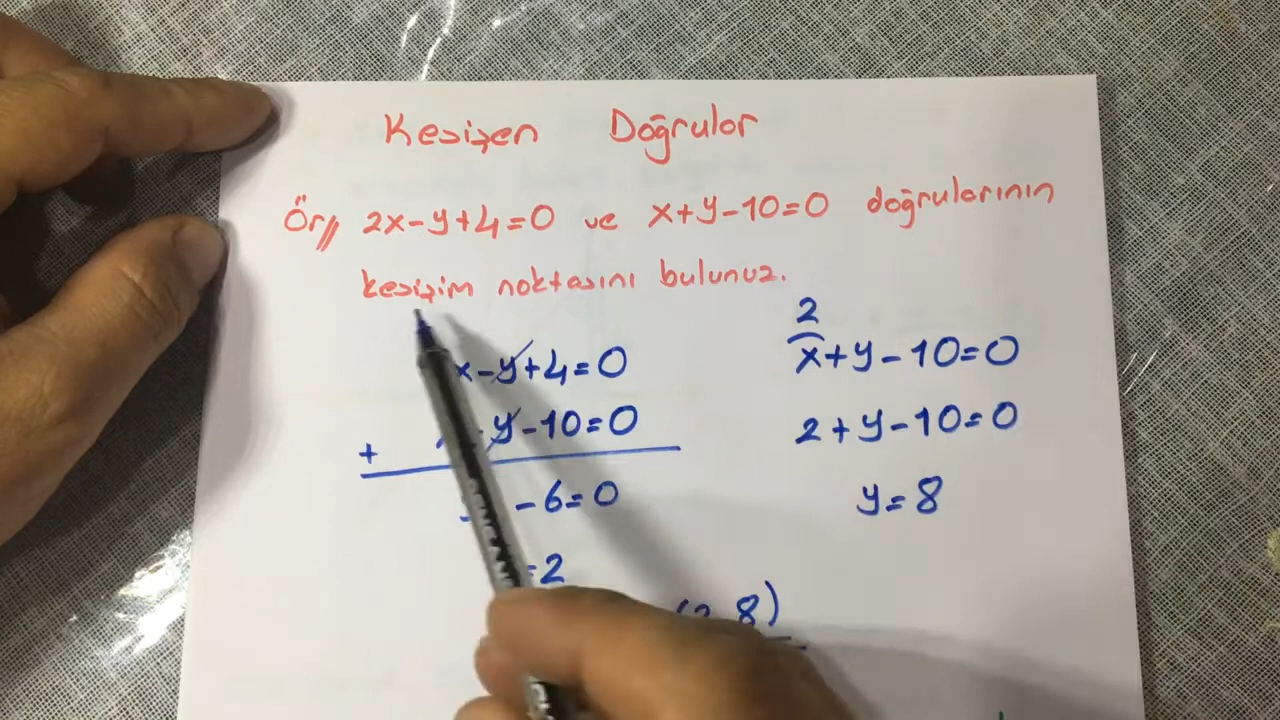 Kesişen Doğrular
Ör// 2x-y+4=0 ve x+y-10=0 doğrularının
kesişim noktasını bulunuz.
x-y+4=0
y-10=0
+
-6=0
=2
2
x+y-10=0
2+y-10=0
y=8
8)